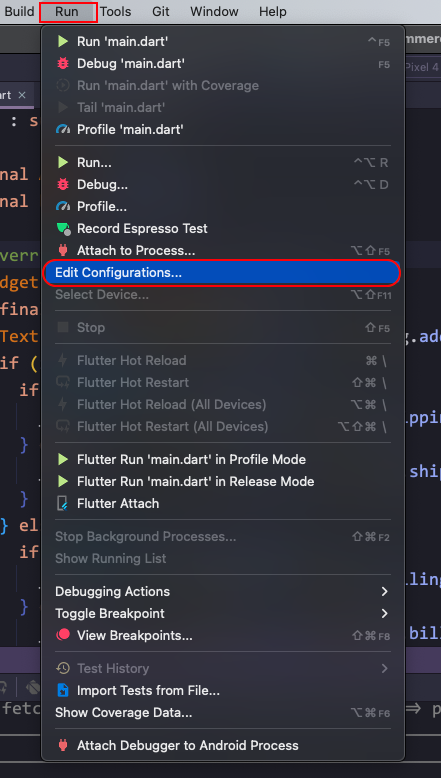 Build Run Tools Git Window Help
Run 'main.dart' ⌃F5
Debug 'main.dart' F5
Run 'main.dart' with Coverage
Tail 'main.dart'
Profile 'main.dart'
Run... ⌃⌥ R
Debug... ⌃⌥ D
Profile...
Record Espresso Test
Attach to Process... ⌥⇧F5
Edit Configurations...
Select Device... ⌥⇧F11
Stop ⇧F5
Flutter Hot Reload ⌘ \
Flutter Hot Restart ⇧⌘ \
Flutter Hot Reload (All Devices) ⌥⌘ \
Flutter Hot Restart (All Devices) ⌥⇧⌘ \
Flutter Run 'main.dart' in Profile Mode
Flutter Run 'main.dart' in Release Mode
Flutter Attach
Stop Background Processes... ⇧⌘F2
Show Running List
Debugging Actions
Toggle Breakpoint
View Breakpoints... ⇧⌘F8
Test History
Import Tests from File...
Show Coverage Data... ⌥⌘F6
Attach Debugger to Android Process
mmerc
Pixel 4
art ×
: s
nal
nal
verr
dget
fina
Text g.add
if (
if
ipping
} ship
}
} el
if
lling
} bill
fetc => p